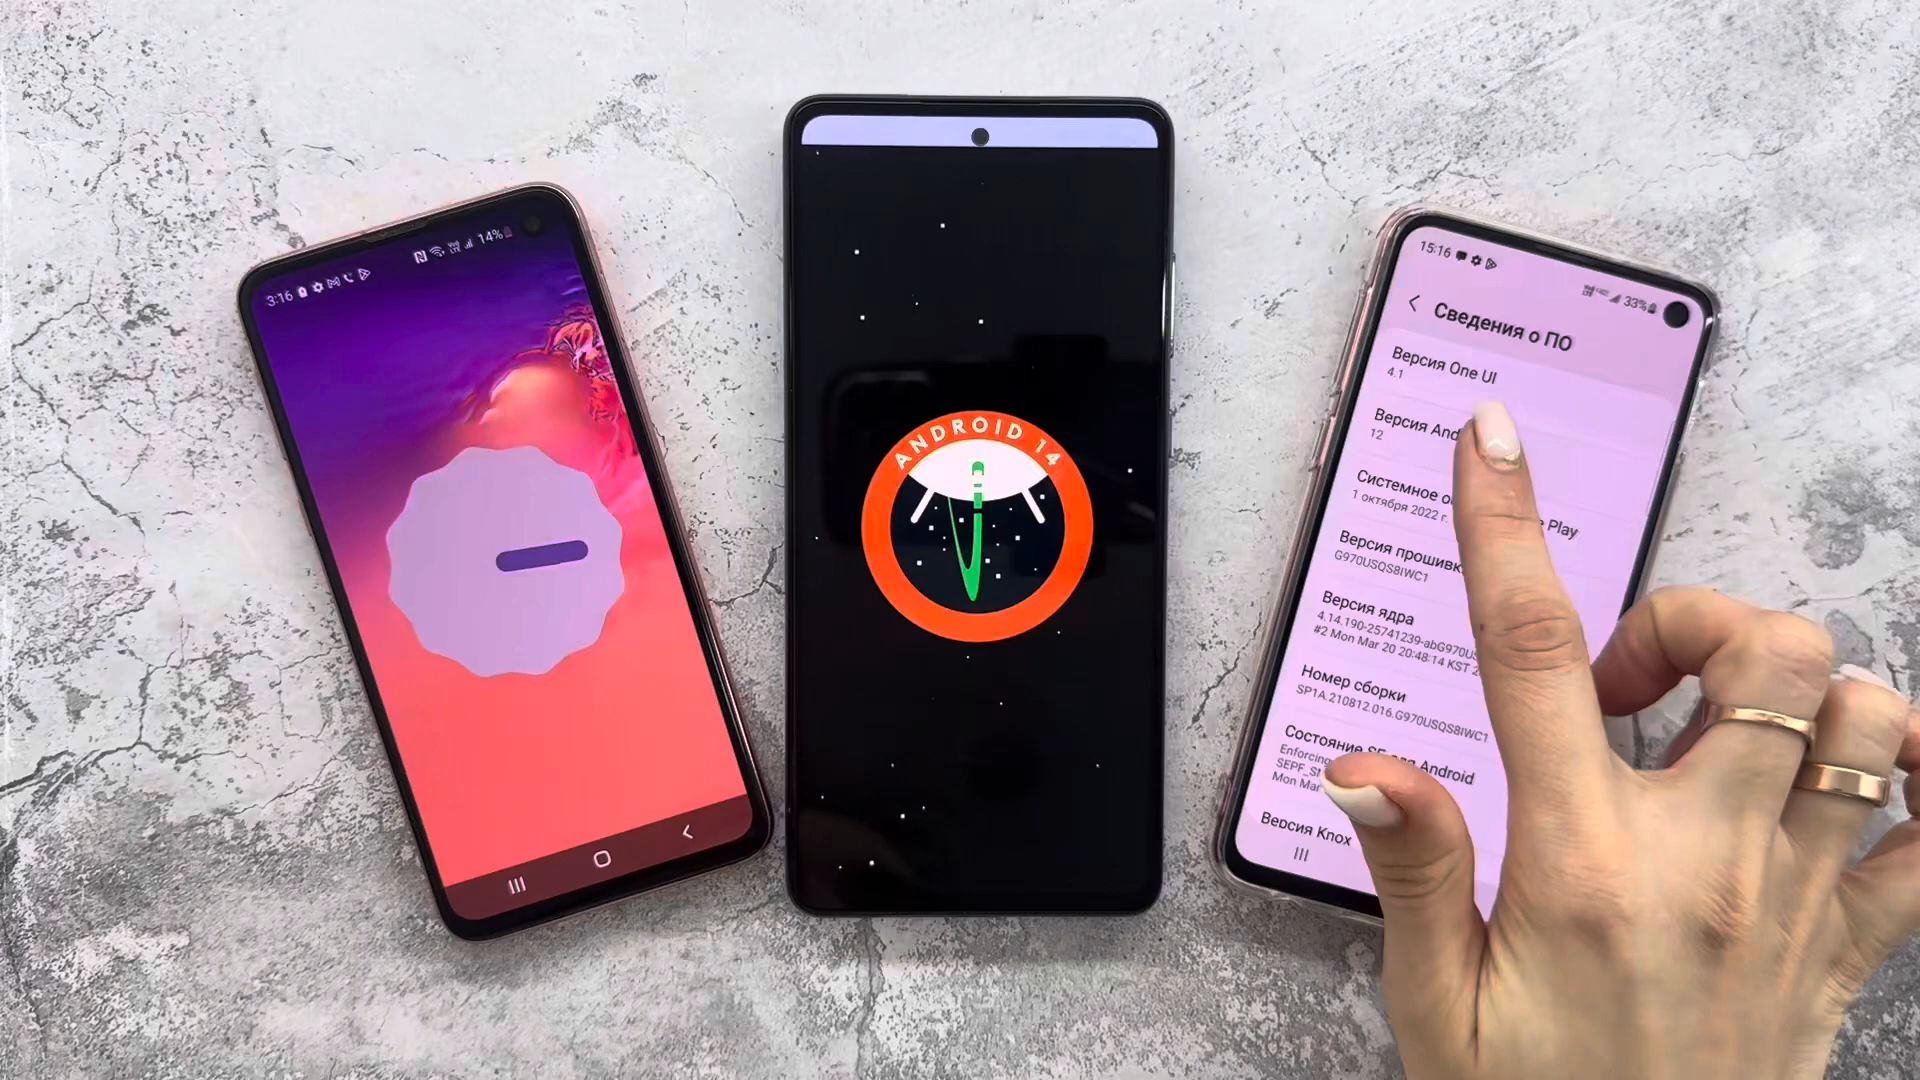 3:16
14%
ANDROID 14
15:16
33%
Сведения о ПО
Версия One UI
4.1
Версия
12
Системное
1 октября 2022 г.
Play
Версия
G970USQS8IWC1
Версия ядра
4.14.190-25741239-abG970U
#2 Mon Mar 20 20:48:14 KST
Номер сборки
SP1A.210812.016.G970USQS8IWC1
Состояние
Android
Enforcing
Mon Mar
Версия Knox